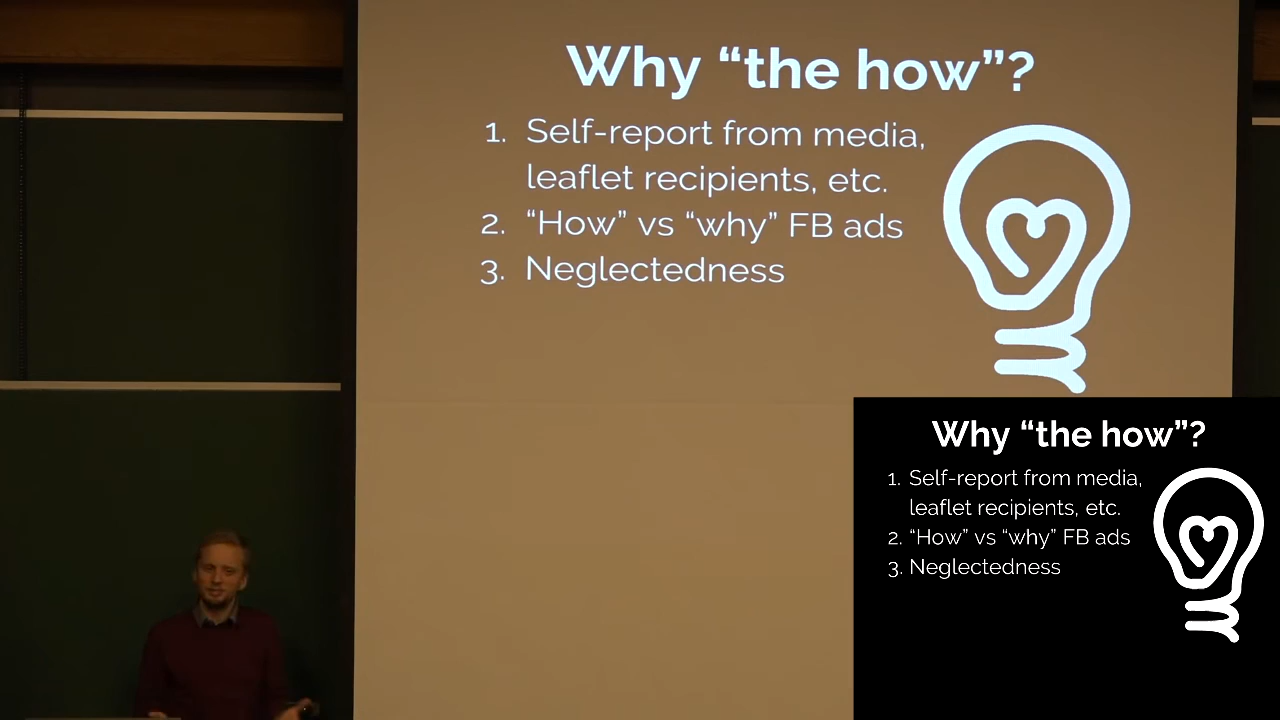 Why “the how”?
1. Self-report from media,
leaflet recipients, etc.
2. “How” vs “why” FB ads
3. Neglectedness
Why “the how”?
1. Self-report from media,
leaflet recipients, etc.
2. “How” vs “why” FB ads
3. Neglectedness